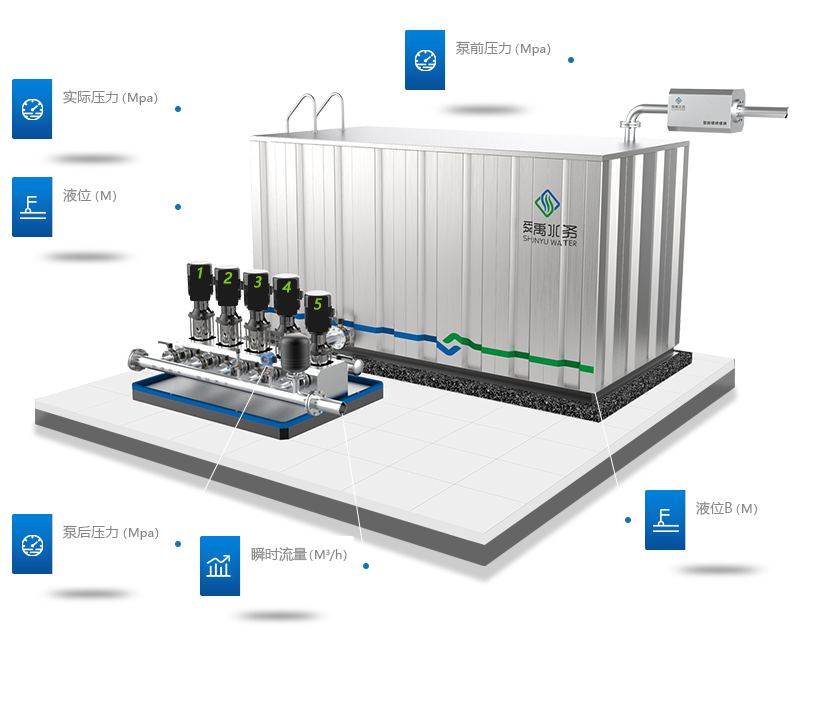 泵前压力 (Mpa)
实际压力 (Mpa)
液位 (M)
舜禹水务
SHUNYU WATER
1
2
3
4
5
泵后压力 (Mpa)
瞬时流量 (M³/h)
液位B (M)